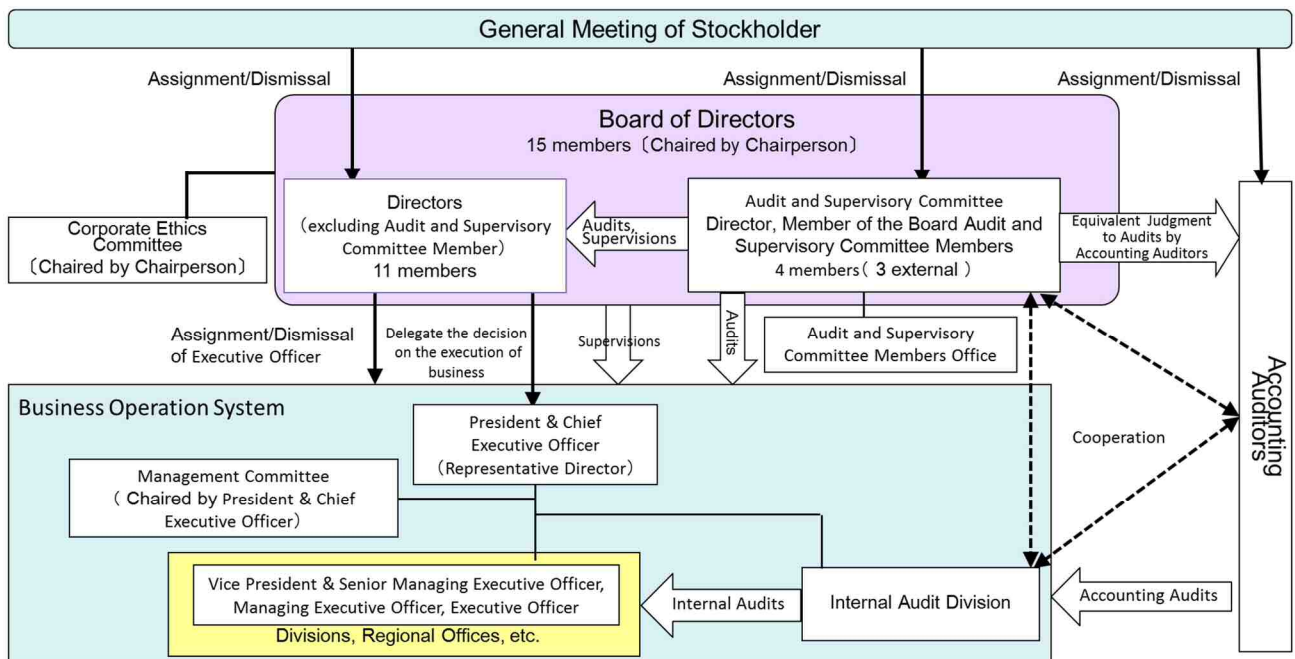 General Meeting of Stockholder
Assignment/Dismissal
Assignment/Dismissal
Assignment/Dismissal
Board of Directors
15 members〔Chaired by Chairperson〕
Corporate Ethics
Committee
〔Chaired by Chairperson〕
Directors
（excluding Audit and Supervisory
Committee Member）
11 members
Audits,
Supervisions
Audit and Supervisory Committee
Director, Member of the Board Audit and
Supervisory Committee Members
4 members( 3 external )
Equivalent Judgment
to Audits by
Accounting Auditors
Accounting
Auditors
Assignment/Dismissal
of Executive Officer
Delegate the decision
on the execution of
business
Supervisions
Audits
Audit and Supervisory
Committee Members Office
Business Operation System
President & Chief
Executive Officer
（Representative Director）
Cooperation
Management Committee
（ Chaired by President & Chief
Executive Officer）
Vice President & Senior Managing Executive Officer,
Managing Executive Officer, Executive Officer
Divisions, Regional Offices, etc.
Internal Audits
Internal Audit Division
Accounting Audits